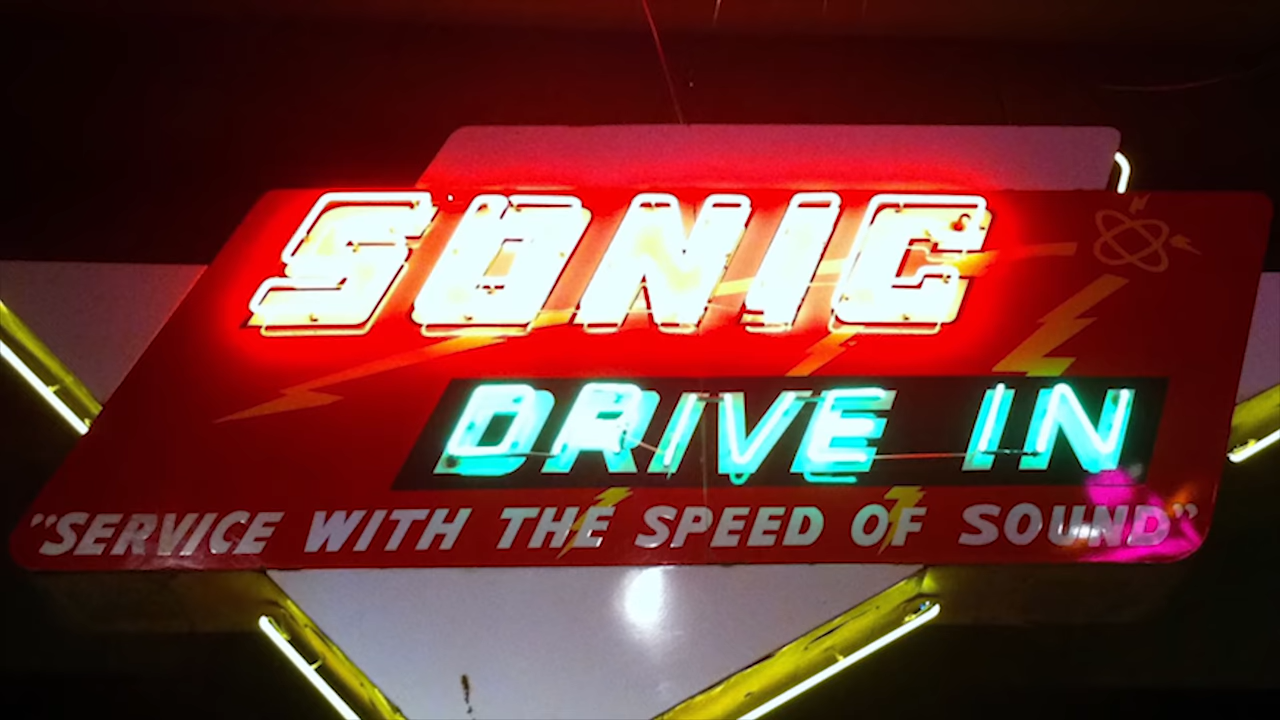 SONIC
DRIVE IN
"SERVICE WITH THE SPEED OF SOUND"